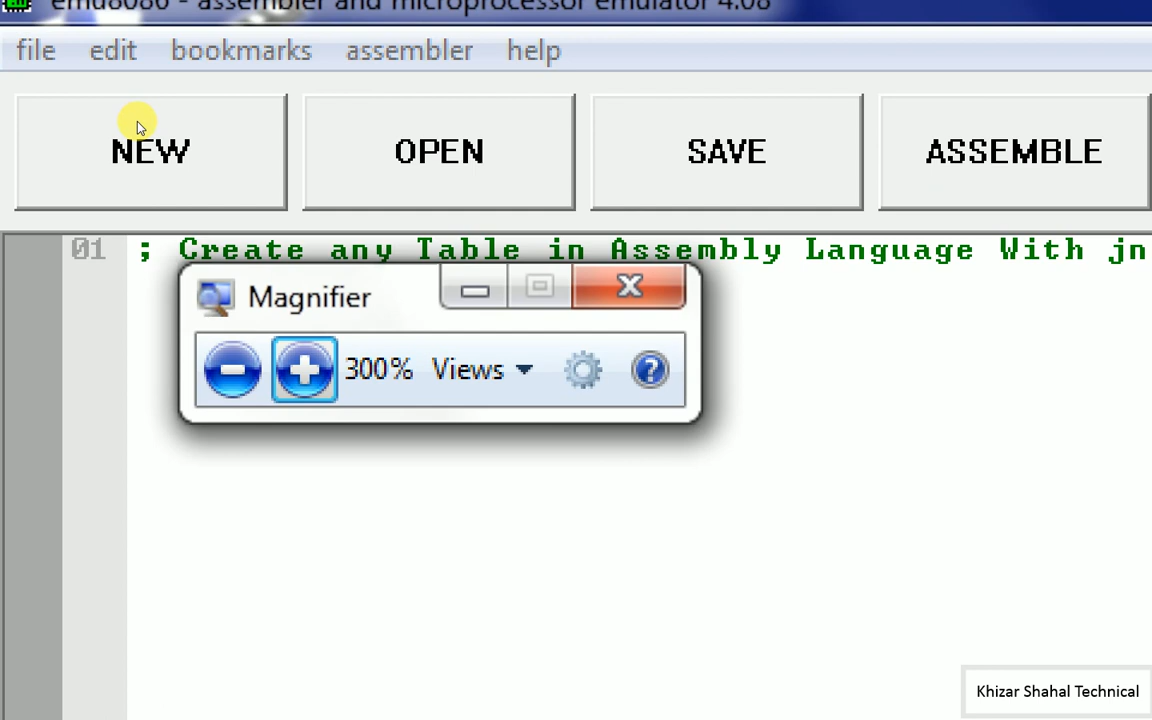 emu8086 - assembler and microprocessor emulator 4.08
file edit bookmarks assembler help
NEW OPEN SAVE ASSEMBLE
01 ; Create any Table in Assembly Language With jn
Magnifier
300% Views
Khizar Shahal Technical